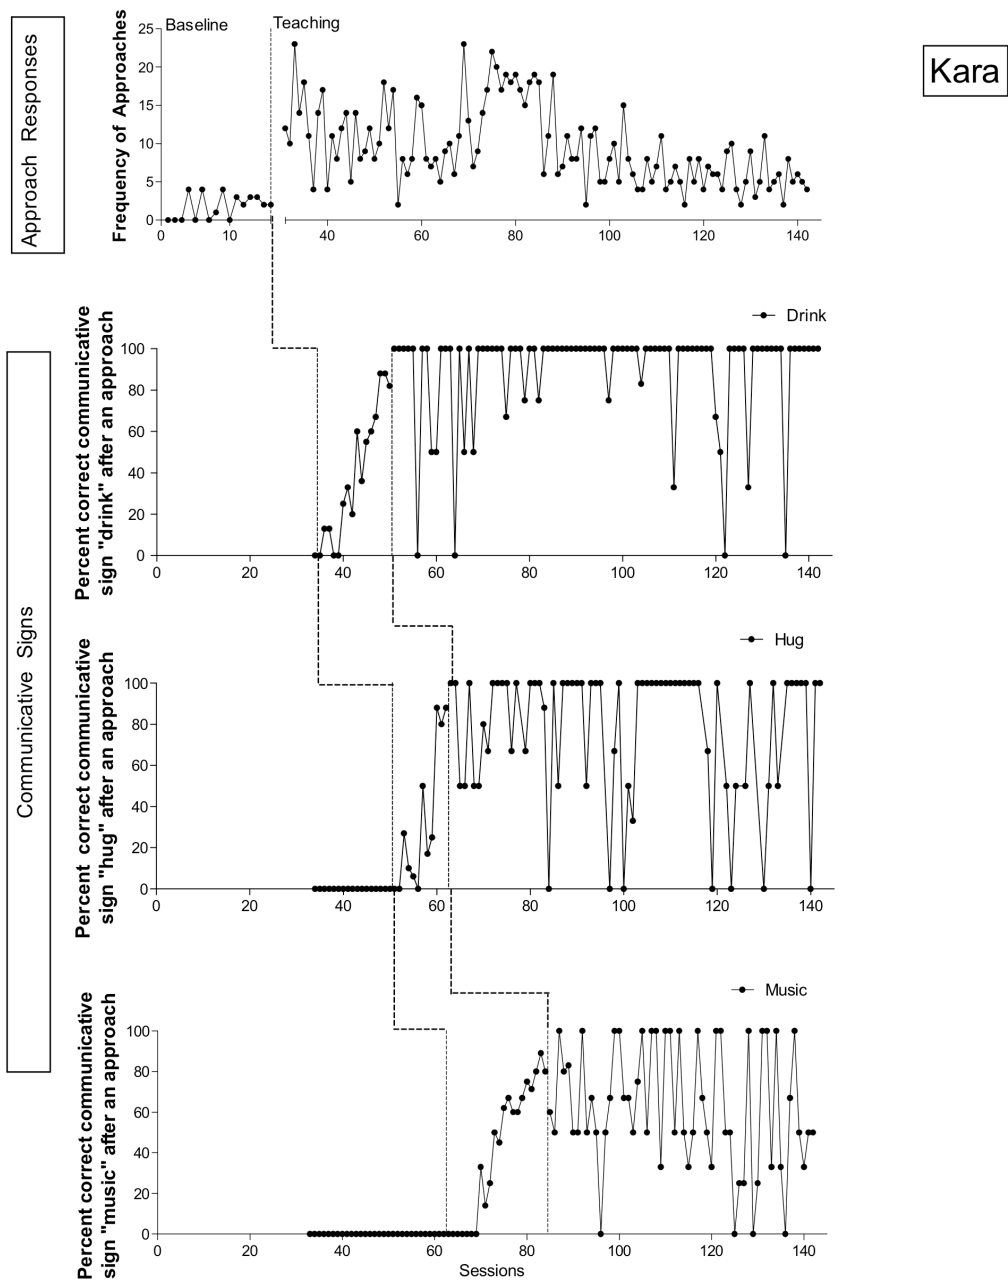 Kara
Approach Responses
Frequency of Approaches
Baseline
Teaching
25
20
15
10
5
0
0 10 40 60 80 100 120 140
Communicative Signs
Percent correct communicative
sign "drink" after an approach
Drink
100
80
60
40
20
0
0 20 40 60 80 100 120 140
Percent correct communicative
sign "hug" after an approach
Hug
100
80
60
40
20
0
0 20 40 60 80 100 120 140
Percent correct communicative
sign "music" after an approach
Music
100
80
60
40
20
0
0 20 40 60 80 100 120 140
Sessions